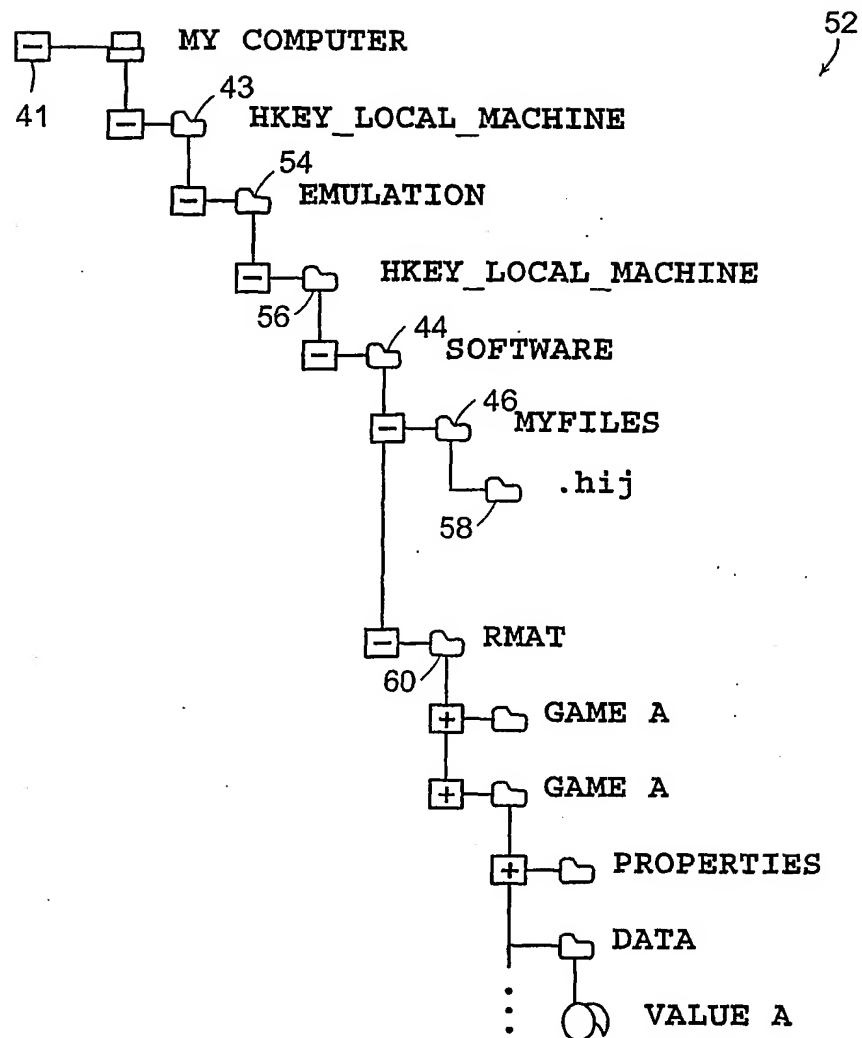 52
MY COMPUTER
41
43
HKEY_LOCAL_MACHINE
54
EMULATION
HKEY_LOCAL_MACHINE
56
44
SOFTWARE
46
MYFILES
.hij
58
RMAT
60
GAME A
GAME A
PROPERTIES
DATA
VALUE A